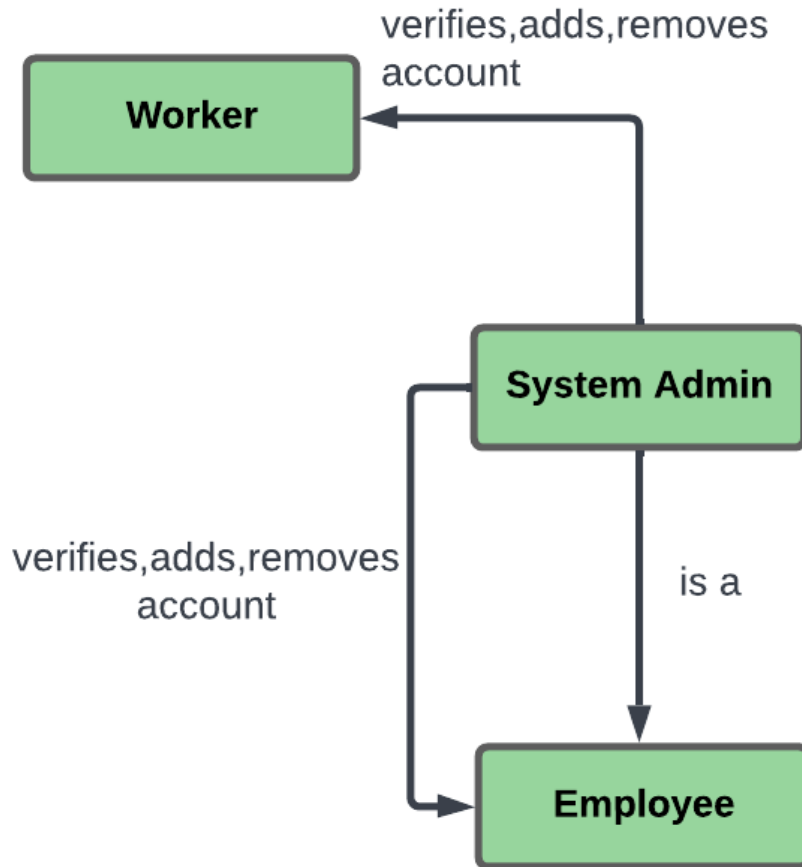 verifies,adds,removes
account
Worker
System Admin
verifies,adds,removes
account
is a
Employee